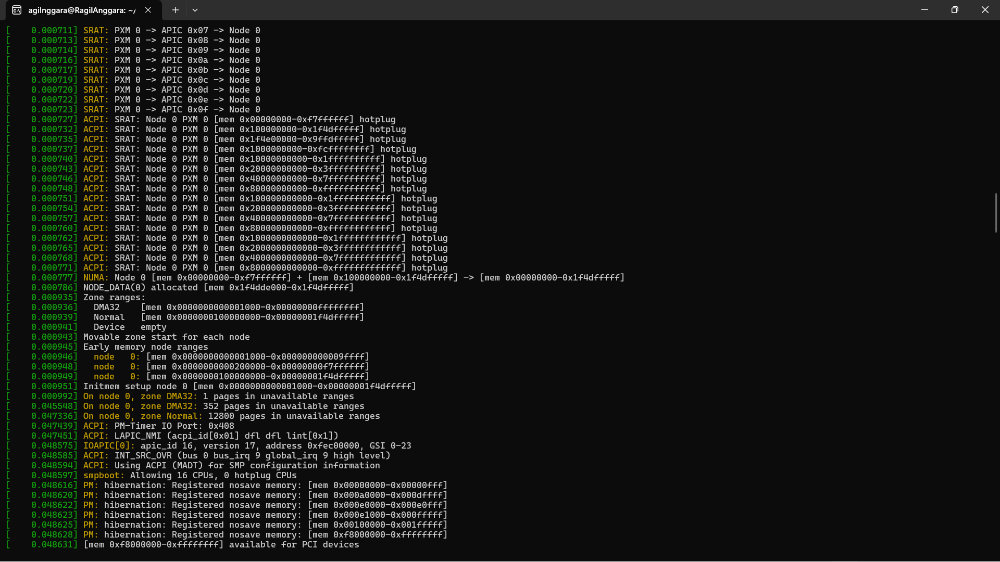 agilnggara@RagilAnggara: ~/
[    0.000711] SRAT: PXM 0 -> APIC 0x07 -> Node 0
[    0.000713] SRAT: PXM 0 -> APIC 0x08 -> Node 0
[    0.000714] SRAT: PXM 0 -> APIC 0x09 -> Node 0
[    0.000716] SRAT: PXM 0 -> APIC 0x0a -> Node 0
[    0.000717] SRAT: PXM 0 -> APIC 0x0b -> Node 0
[    0.000719] SRAT: PXM 0 -> APIC 0x0c -> Node 0
[    0.000720] SRAT: PXM 0 -> APIC 0x0d -> Node 0
[    0.000722] SRAT: PXM 0 -> APIC 0x0e -> Node 0
[    0.000723] SRAT: PXM 0 -> APIC 0x0f -> Node 0
[    0.000727] ACPI: SRAT: Node 0 PXM 0 [mem 0x00000000-0xf7ffffff] hotplug
[    0.000732] ACPI: SRAT: Node 0 PXM 0 [mem 0x100000000-0x1f4dfffff] hotplug
[    0.000735] ACPI: SRAT: Node 0 PXM 0 [mem 0x1f4e00000-0x9ffdfffff] hotplug
[    0.000737] ACPI: SRAT: Node 0 PXM 0 [mem 0x1000000000-0xfcffffffff] hotplug
[    0.000740] ACPI: SRAT: Node 0 PXM 0 [mem 0x10000000000-0x1ffffffffff] hotplug
[    0.000743] ACPI: SRAT: Node 0 PXM 0 [mem 0x20000000000-0x3ffffffffff] hotplug
[    0.000746] ACPI: SRAT: Node 0 PXM 0 [mem 0x40000000000-0x7ffffffffff] hotplug
[    0.000748] ACPI: SRAT: Node 0 PXM 0 [mem 0x80000000000-0xfffffffffff] hotplug
[    0.000751] ACPI: SRAT: Node 0 PXM 0 [mem 0x100000000000-0x1fffffffffff] hotplug
[    0.000754] ACPI: SRAT: Node 0 PXM 0 [mem 0x200000000000-0x3fffffffffff] hotplug
[    0.000757] ACPI: SRAT: Node 0 PXM 0 [mem 0x400000000000-0x7fffffffffff] hotplug
[    0.000760] ACPI: SRAT: Node 0 PXM 0 [mem 0x800000000000-0xffffffffffff] hotplug
[    0.000762] ACPI: SRAT: Node 0 PXM 0 [mem 0x1000000000000-0x1ffffffffffff] hotplug
[    0.000765] ACPI: SRAT: Node 0 PXM 0 [mem 0x2000000000000-0x3ffffffffffff] hotplug
[    0.000768] ACPI: SRAT: Node 0 PXM 0 [mem 0x4000000000000-0x7ffffffffffff] hotplug
[    0.000771] ACPI: SRAT: Node 0 PXM 0 [mem 0x8000000000000-0xfffffffffffff] hotplug
[    0.000777] NUMA: Node 0 [mem 0x00000000-0xf7ffffff] + [mem 0x100000000-0x1f4dfffff] -> [mem 0x00000000-0x1f4dfffff]
[    0.000786] NODE_DATA(0) allocated [mem 0x1f4dde000-0x1f4dfffff]
[    0.000935] Zone ranges:
[    0.000936]   DMA32    [mem 0x0000000000001000-0x00000000ffffffff]
[    0.000939]   Normal   [mem 0x0000000100000000-0x00000001f4dfffff]
[    0.000941]   Device   empty
[    0.000943] Movable zone start for each node
[    0.000945] Early memory node ranges
[    0.000946]   node   0: [mem 0x0000000000001000-0x000000000009ffff]
[    0.000948]   node   0: [mem 0x0000000000200000-0x00000000f7ffffff]
[    0.000949]   node   0: [mem 0x0000000100000000-0x00000001f4dfffff]
[    0.000951] Initmem setup node 0 [mem 0x0000000000001000-0x00000001f4dfffff]
[    0.000992] On node 0, zone DMA32: 1 pages in unavailable ranges
[    0.045548] On node 0, zone DMA32: 352 pages in unavailable ranges
[    0.047336] On node 0, zone Normal: 12800 pages in unavailable ranges
[    0.047439] ACPI: PM-Timer IO Port: 0x408
[    0.047451] ACPI: LAPIC_NMI (acpi_id[0x01] dfl dfl lint[0x1])
[    0.048575] IOAPIC[0]: apic_id 16, version 17, address 0xfec00000, GSI 0-23
[    0.048585] ACPI: INT_SRC_OVR (bus 0 bus_irq 9 global_irq 9 high level)
[    0.048594] ACPI: Using ACPI (MADT) for SMP configuration information
[    0.048597] smpboot: Allowing 16 CPUs, 0 hotplug CPUs
[    0.048616] PM: hibernation: Registered nosave memory: [mem 0x00000000-0x00000fff]
[    0.048620] PM: hibernation: Registered nosave memory: [mem 0x000a0000-0x000dffff]
[    0.048622] PM: hibernation: Registered nosave memory: [mem 0x000e0000-0x000e0fff]
[    0.048623] PM: hibernation: Registered nosave memory: [mem 0x000e1000-0x000fffff]
[    0.048625] PM: hibernation: Registered nosave memory: [mem 0x00100000-0x001fffff]
[    0.048628] PM: hibernation: Registered nosave memory: [mem 0xf8000000-0xffffffff]
[    0.048631] [mem 0xf8000000-0xffffffff] available for PCI devices